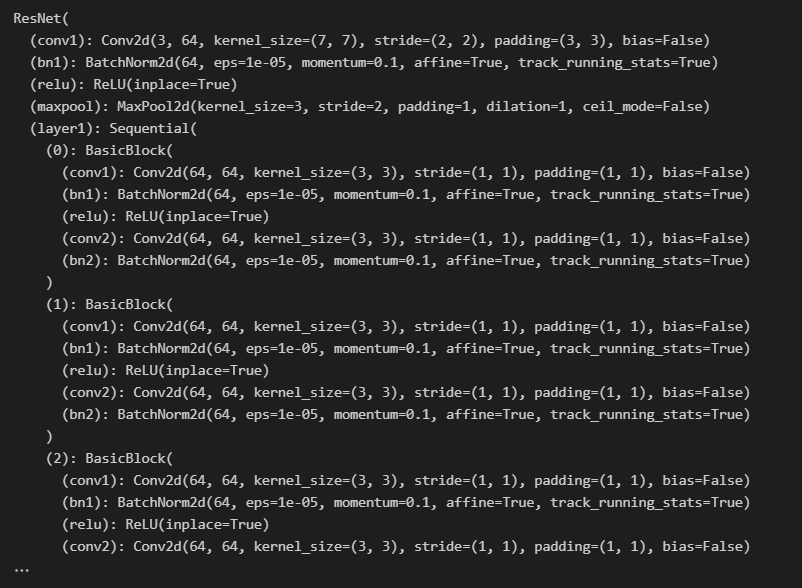 ResNet(
  (conv1): Conv2d(3, 64, kernel_size=(7, 7), stride=(2, 2), padding=(3, 3), bias=False)
  (bn1): BatchNorm2d(64, eps=1e-05, momentum=0.1, affine=True, track_running_stats=True)
  (relu): ReLU(inplace=True)
  (maxpool): MaxPool2d(kernel_size=3, stride=2, padding=1, dilation=1, ceil_mode=False)
  (layer1): Sequential(
    (0): BasicBlock(
      (conv1): Conv2d(64, 64, kernel_size=(3, 3), stride=(1, 1), padding=(1, 1), bias=False)
      (bn1): BatchNorm2d(64, eps=1e-05, momentum=0.1, affine=True, track_running_stats=True)
      (relu): ReLU(inplace=True)
      (conv2): Conv2d(64, 64, kernel_size=(3, 3), stride=(1, 1), padding=(1, 1), bias=False)
      (bn2): BatchNorm2d(64, eps=1e-05, momentum=0.1, affine=True, track_running_stats=True)
    )
    (1): BasicBlock(
      (conv1): Conv2d(64, 64, kernel_size=(3, 3), stride=(1, 1), padding=(1, 1), bias=False)
      (bn1): BatchNorm2d(64, eps=1e-05, momentum=0.1, affine=True, track_running_stats=True)
      (relu): ReLU(inplace=True)
      (conv2): Conv2d(64, 64, kernel_size=(3, 3), stride=(1, 1), padding=(1, 1), bias=False)
      (bn2): BatchNorm2d(64, eps=1e-05, momentum=0.1, affine=True, track_running_stats=True)
    )
    (2): BasicBlock(
      (conv1): Conv2d(64, 64, kernel_size=(3, 3), stride=(1, 1), padding=(1, 1), bias=False)
      (bn1): BatchNorm2d(64, eps=1e-05, momentum=0.1, affine=True, track_running_stats=True)
      (relu): ReLU(inplace=True)
      (conv2): Conv2d(64, 64, kernel_size=(3, 3), stride=(1, 1), padding=(1, 1), bias=False)
...